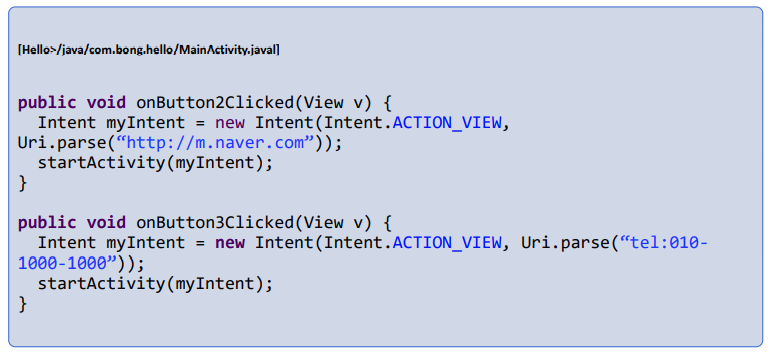 [Hello>/java/com.bong.hello/MainActivity.javal]
public void onButton2Clicked(View v) {
Intent myIntent = new Intent(Intent.ACTION_VIEW,
Uri.parse(“http://m.naver.com”));
startActivity(myIntent);
}
public void onButton3Clicked(View v) {
Intent myIntent = new Intent(Intent.ACTION_VIEW, Uri.parse(“tel:010-
1000-1000”));
startActivity(myIntent);
}